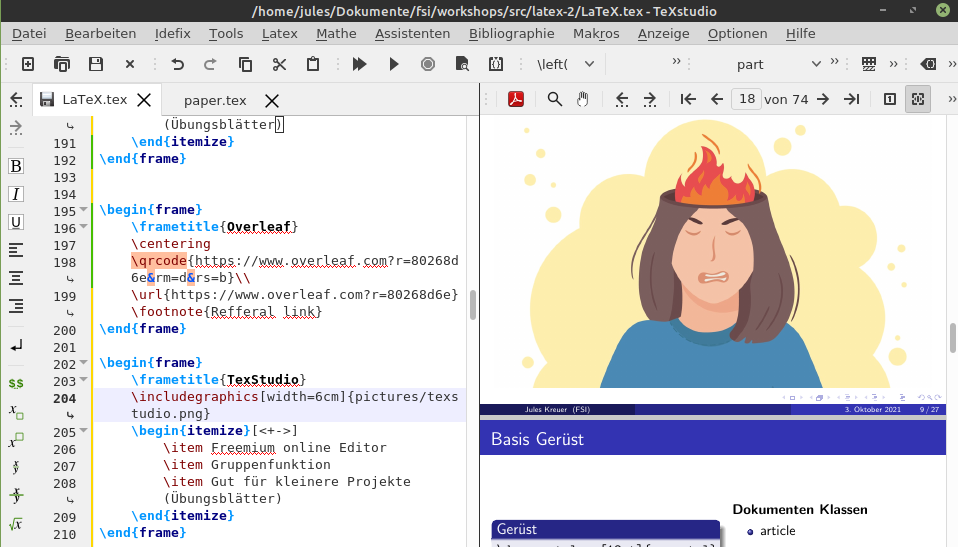 /home/jules/Dokumente/fsi/workshops/src/latex-2/LaTeX.tex - TeXstudio
Datei Bearbeiten Idefix Tools Latex Mathe Assistenten Bibliographie Makros Anzeige Optionen Hilfe
\left( part
LaTeX.tex paper.tex
18 von 74
(Übungsblätter)
191 \end{itemize}
192 \end{frame}
193
194
195 \begin{frame}
196 \frametitle{Overleaf}
197 \centering
198 \qrcode{https://www.overleaf.com?r=80268d
6e&rm=d&rs=b}\\
199 \url{https://www.overleaf.com?r=80268d6e}
\footnote{Refferal link}
200 \end{frame}
201
202 \begin{frame}
203 \frametitle{TexStudio}
204 \includegraphics[width=6cm]{pictures/texs
tudio.png}
205 \begin{itemize}[<+->]
206 \item Freemium online Editor
207 \item Gruppenfunktion
208 \item Gut für kleinere Projekte
(Übungsblätter)
209 \end{itemize}
210 \end{frame}
B
I
U
$$
x
x
x
y
x
y
√x
Jules Kreuer (FSI) 3. Oktober 2021 9 / 27
Basis Gerüst
Dokumenten Klassen
article
Gerüst